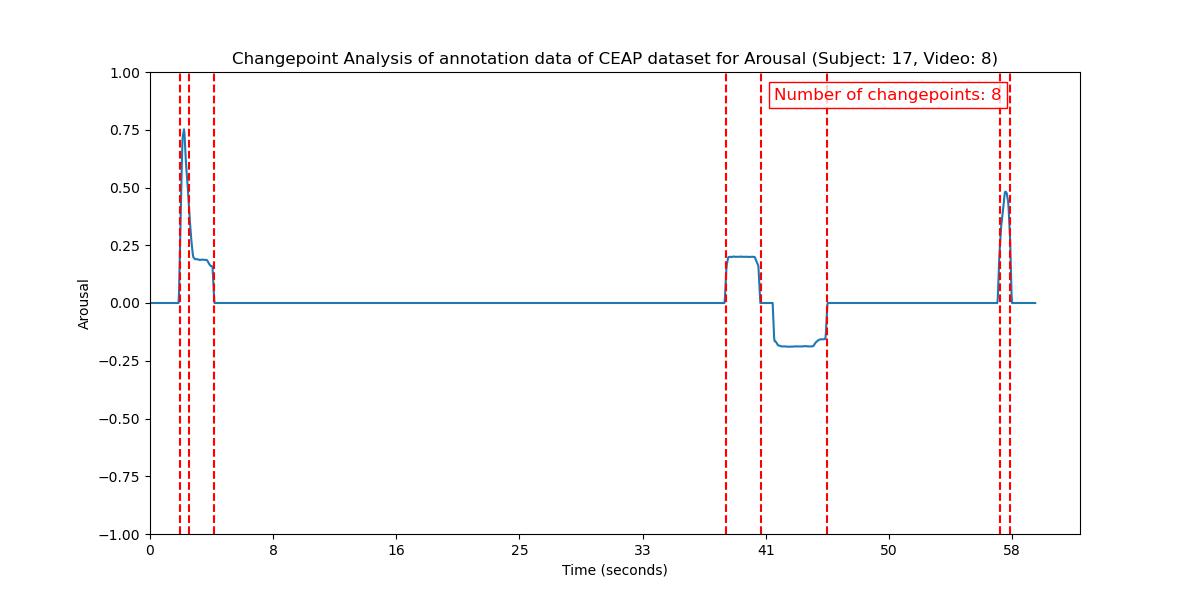 Changepoint Analysis of annotation data of CEAP dataset for Arousal (Subject: 17, Video: 8)
Number of changepoints: 8
Arousal
1.00
0.75
0.50
0.25
0.00
−0.25
−0.50
−0.75
−1.00
0 8 16 25 33 41 50 58
Time (seconds)